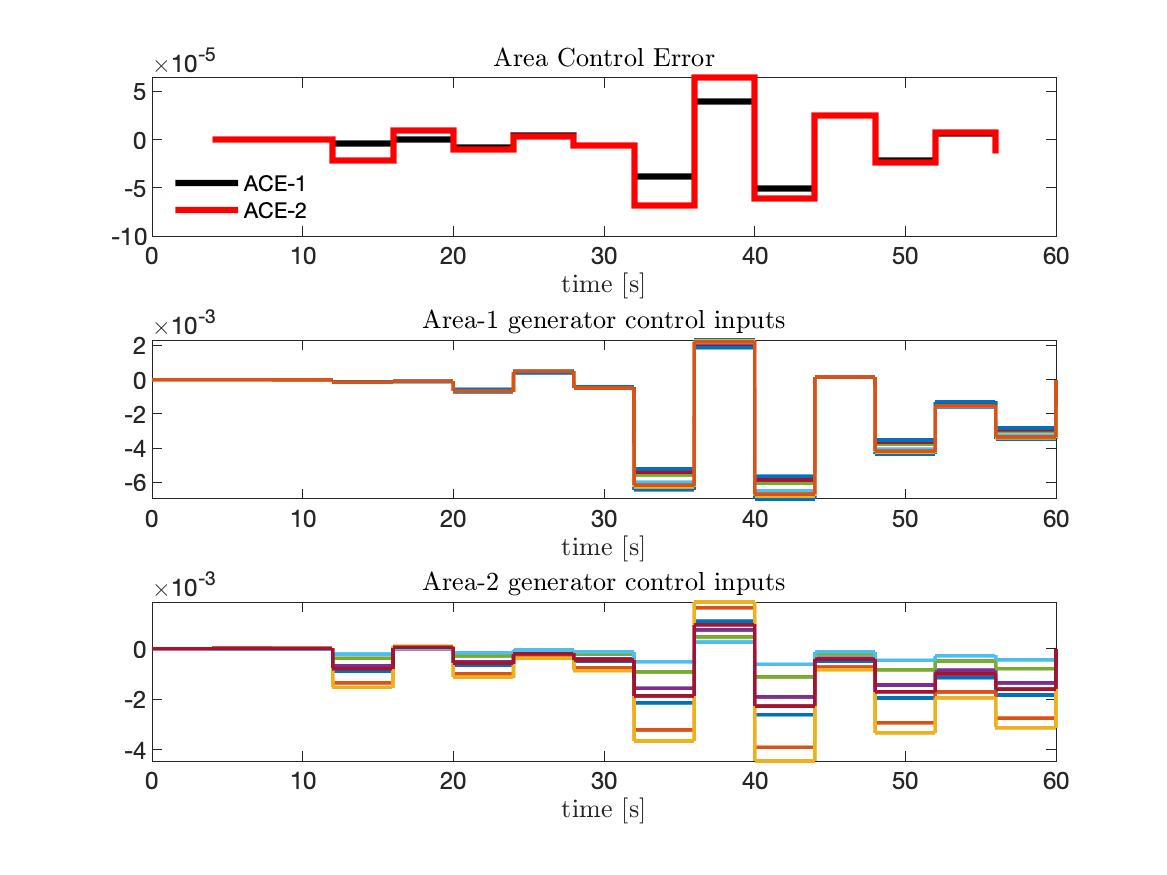 ×10⁻⁵
Area Control Error
5
0
-5
-10
ACE-1
ACE-2
0 10 20 30 40 50 60
time [s]
×10⁻³
Area-1 generator control inputs
2
0
-2
-4
-6
0 10 20 30 40 50 60
time [s]
×10⁻³
Area-2 generator control inputs
0
-2
-4
0 10 20 30 40 50 60
time [s]